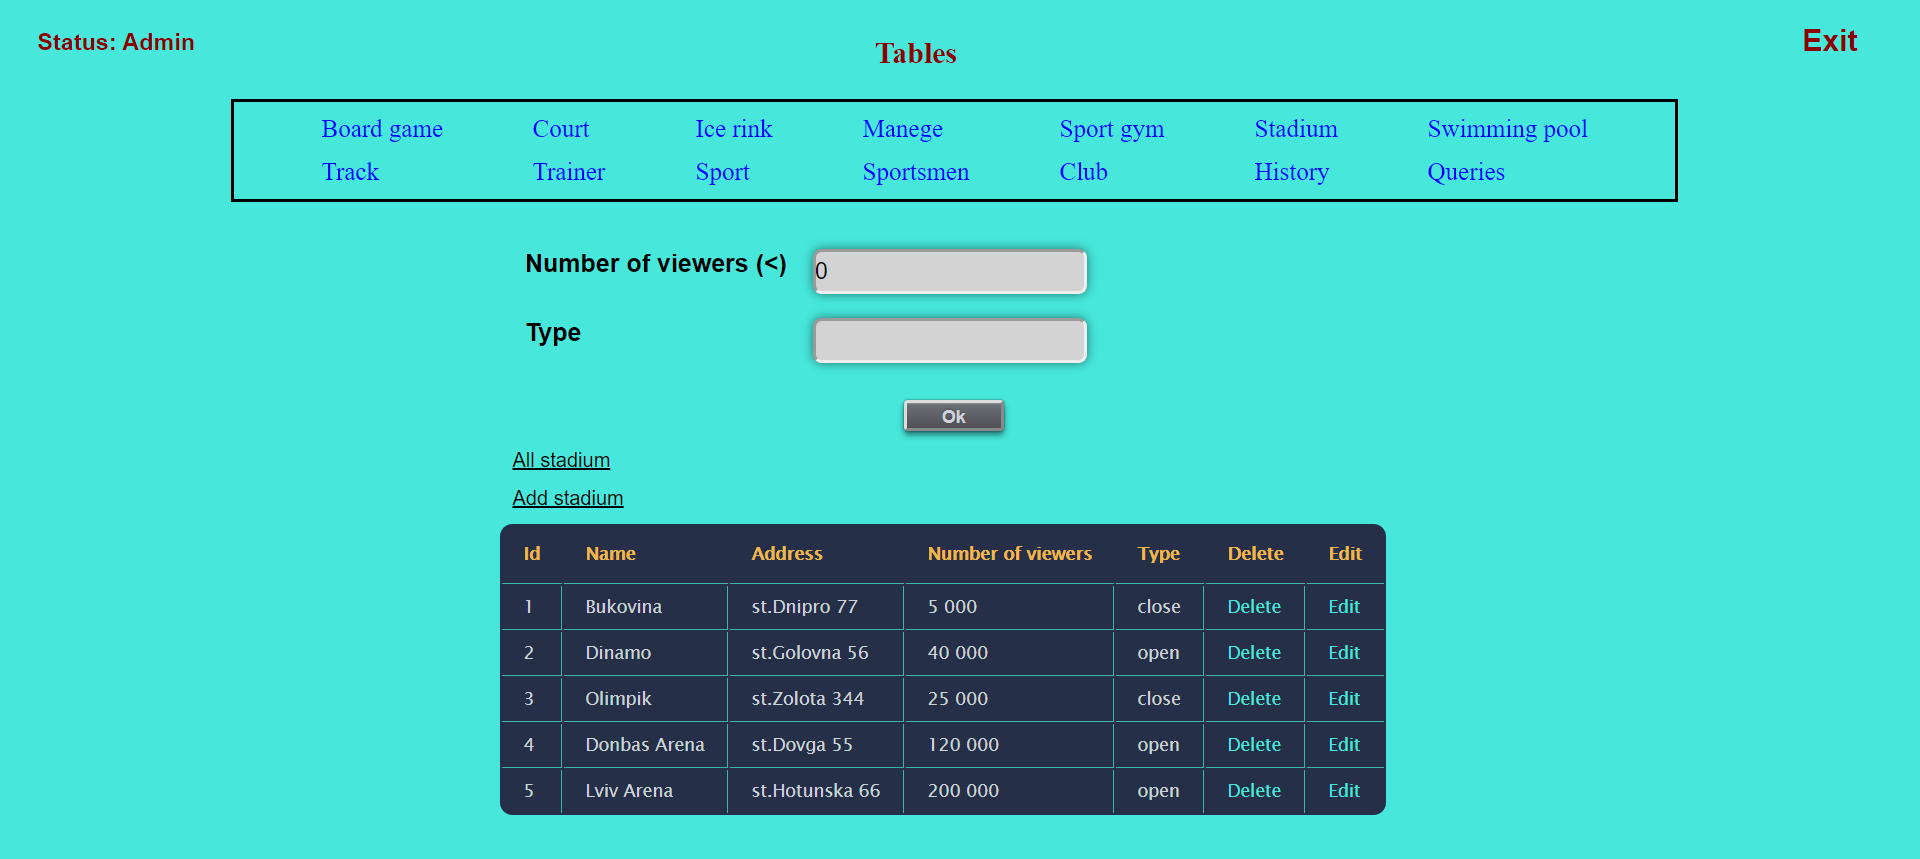 Status: Admin
Tables
Exit
Board game Court Ice rink Manege Sport gym Stadium Swimming pool
Track Trainer Sport Sportsmen Club History Queries
Number of viewers (<) 0
Type
Ok
All stadium
Add stadium
Id Name Address Number of viewers Type Delete Edit
1 Bukovina st.Dnipro 77 5 000 close Delete Edit
2 Dinamo st.Golovna 56 40 000 open Delete Edit
3 Olimpik st.Zolota 344 25 000 close Delete Edit
4 Donbas Arena st.Dovga 55 120 000 open Delete Edit
5 Lviv Arena st.Hotunska 66 200 000 open Delete Edit